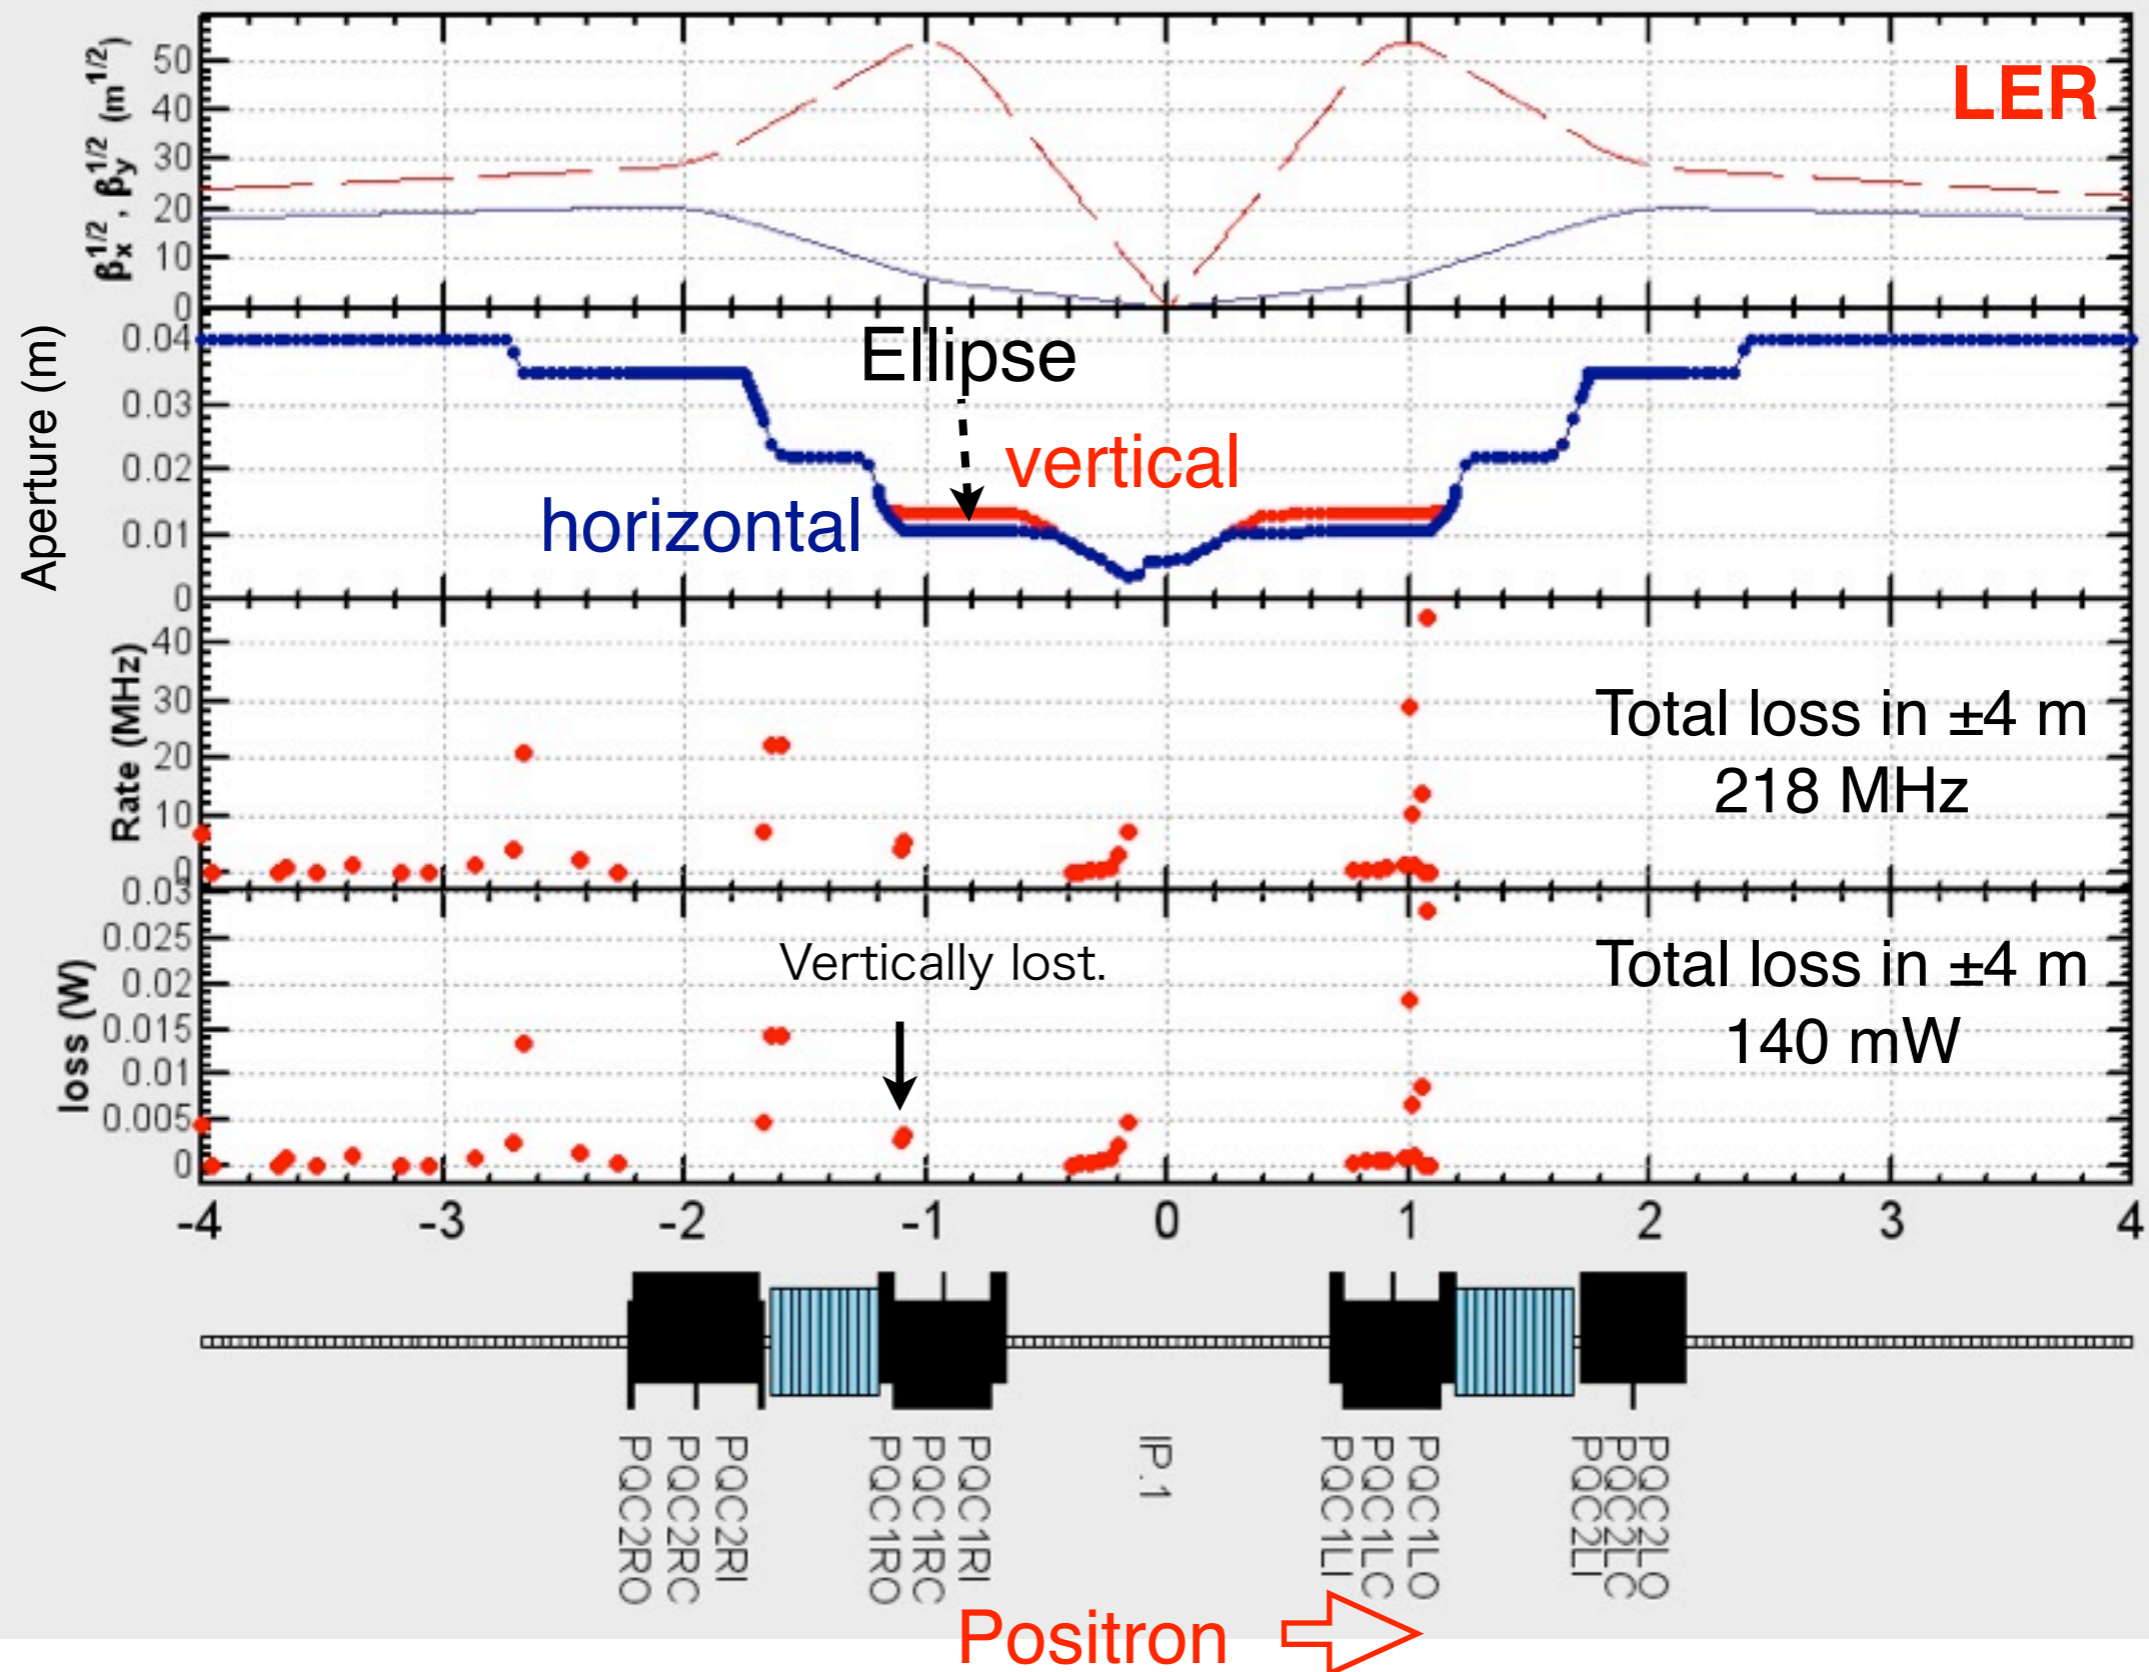 βx^1/2, βy^1/2 (m^1/2)
50
40
30
20
10
0
LER
Aperture (m)
0.04
0.03
0.02
0.01
0
Ellipse
vertical
horizontal
Rate (MHz)
40
30
20
10
0
Total loss in ±4 m
218 MHz
loss (W)
0.03
0.025
0.02
0.015
0.01
0.005
0
Vertically lost.
Total loss in ±4 m
140 mW
-4 -3 -2 -1 0 1 2 3 4
PQC2RO
PQC2RC
PQC2RI
PQC1RO
PQC1RC
PQC1RI
IP.1
PQC1LI
PQC1LC
PQC1LO
PQC2LI
PQC2LC
PQC2LO
Positron